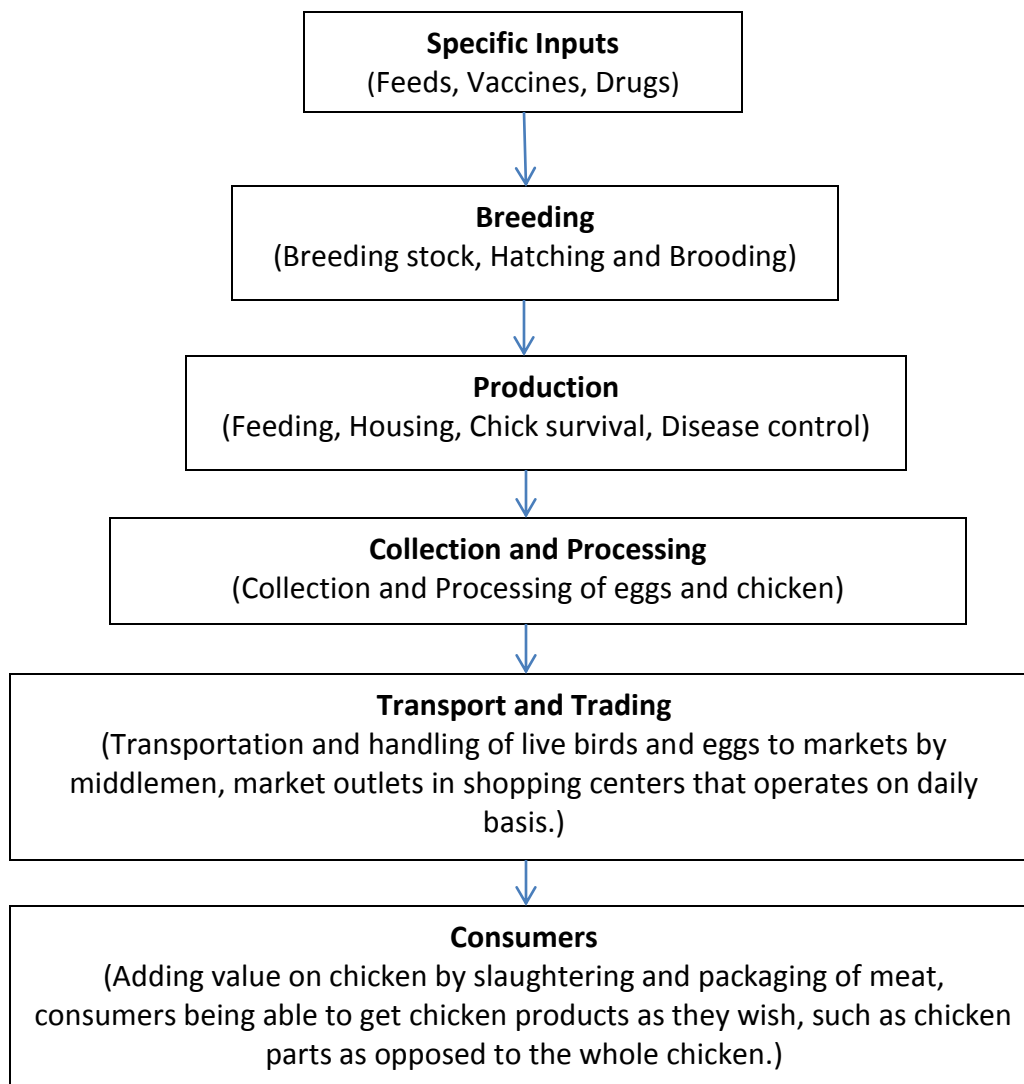 Specific Inputs
(Feeds, Vaccines, Drugs)
Breeding
(Breeding stock, Hatching and Brooding)
Production
(Feeding, Housing, Chick survival, Disease control)
Collection and Processing
(Collection and Processing of eggs and chicken)
Transport and Trading
(Transportation and handling of live birds and eggs to markets by
middlemen, market outlets in shopping centers that operates on daily
basis.)
Consumers
(Adding value on chicken by slaughtering and packaging of meat,
consumers being able to get chicken products as they wish, such as chicken
parts as opposed to the whole chicken.)